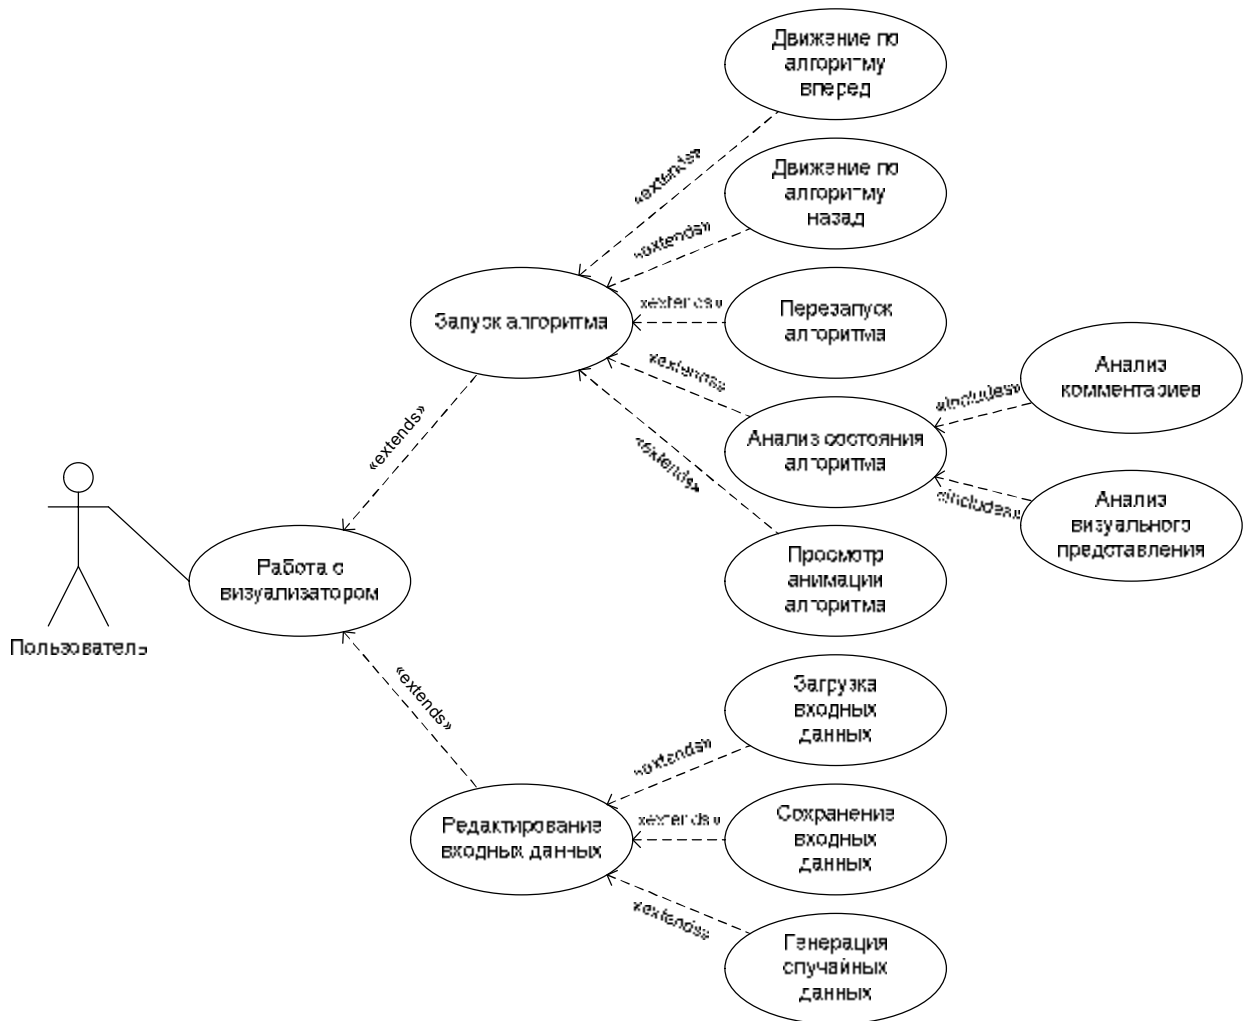 Движение по
алгоритму
вперед
«extends»
Движение по
алгоритму
назад
«extends»
Запуск алгоритма
«extends»
Перезапуск
алгоритма
«extends»
Анализ состояния
алгоритма
«includes»
Анализ
комментариев
«includes»
Анализ
визуального
представления
«extends»
Просмотр
анимации
алгоритма
«extends»
Пользователь
Работа с
визуализатором
«extends»
Загрузка
входных
данных
«extends»
Редактирование
входных данных
«extends»
Сохранение
входных
данных
«extends»
Генерация
случайных
данных